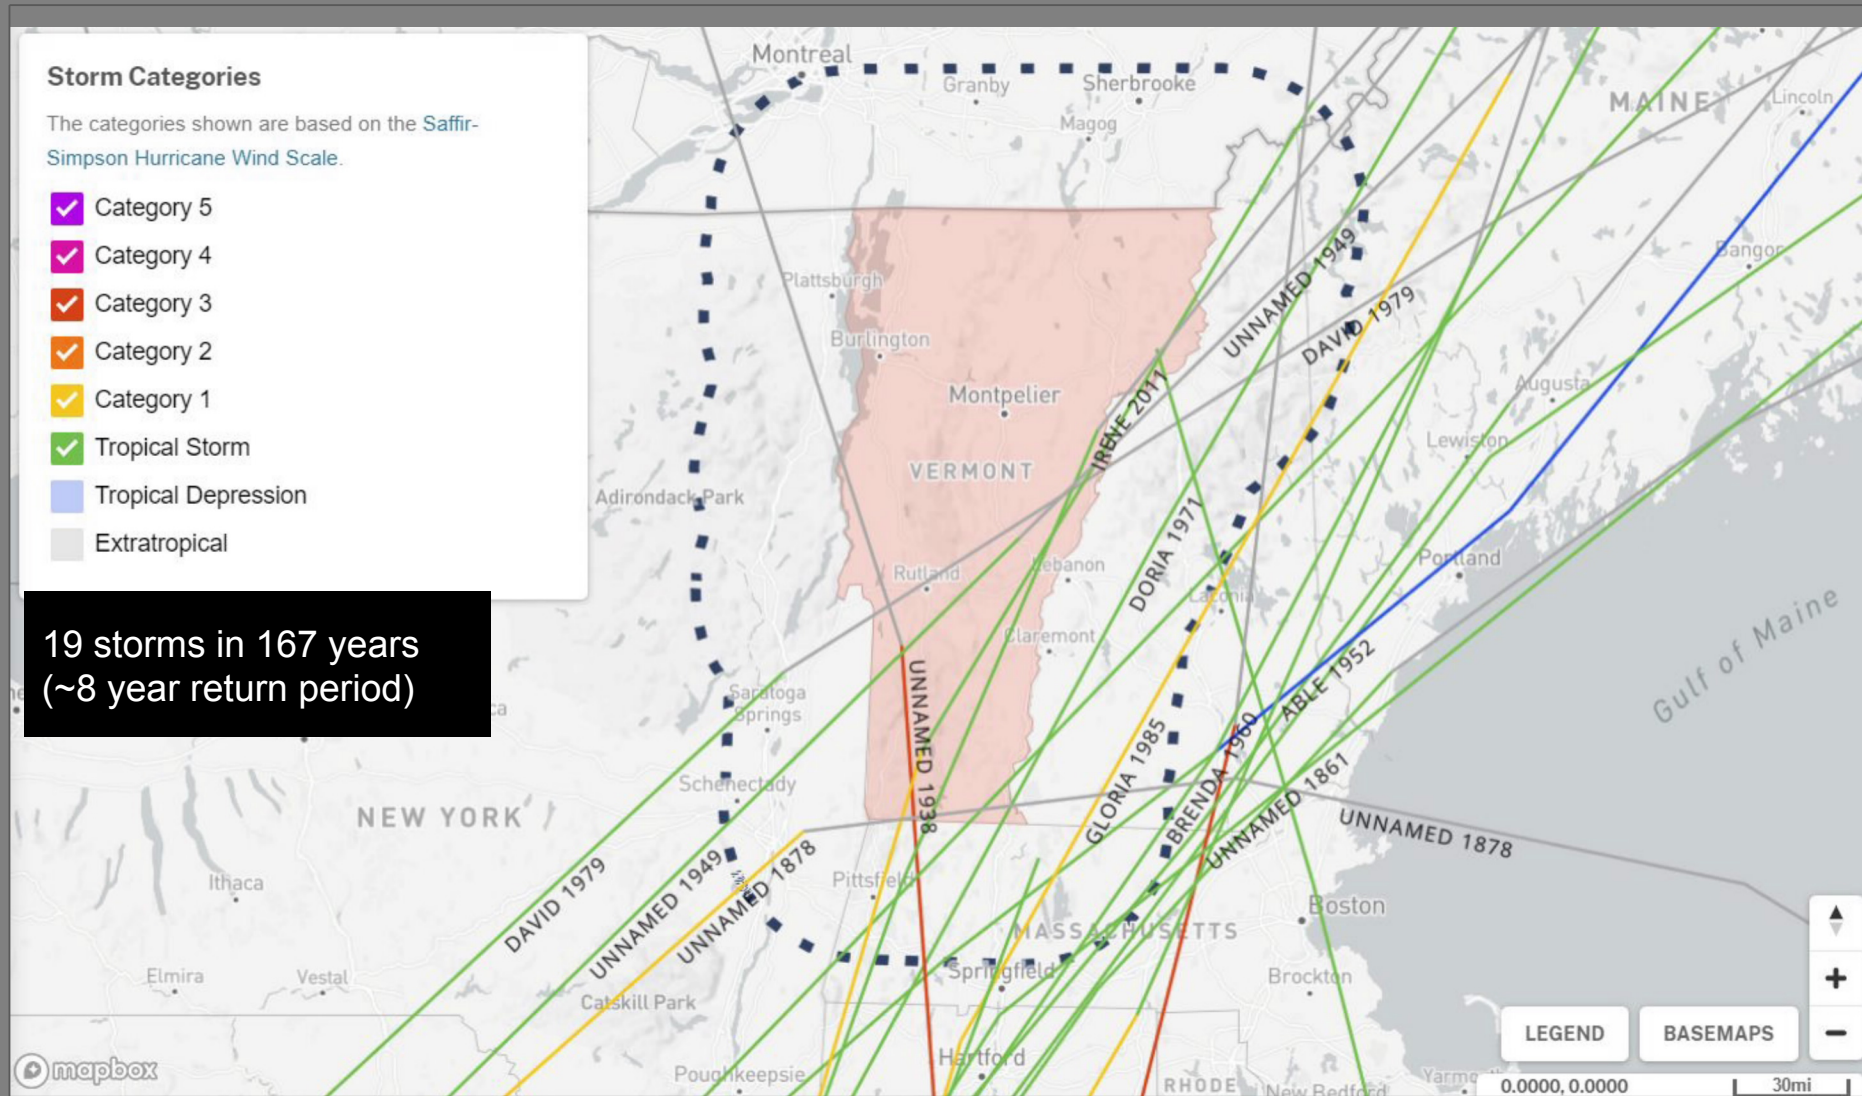 Storm Categories
The categories shown are based on the Saffir-
Simpson Hurricane Wind Scale.
Category 5
Category 4
Category 3
Category 2
Category 1
Tropical Storm
Tropical Depression
Extratropical
19 storms in 167 years
(~8 year return period)
Montreal
Granby
Sherbrooke
Magog
MAINE
Lincoln
Bangor
Plattsburgh
Burlington
Montpelier
VERMONT
Adirondack Park
Rutland
Lebanon
Claremont
Laconia
Augusta
Lewiston
Portland
Gulf of Maine
Saratoga
Springs
Schenectady
NEW YORK
Ithaca
Elmira
Vestal
Catskill Park
Poughkeepsie
Pittsfield
MASSACHUSETTS
Springfield
Hartford
Boston
Brockton
RHODE
New Bedford
UNNAMED 1949
DAVID 1979
IRENE 2011
DORIA 1971
UNNAMED 1938
GLORIA 1985
BRENDA 1960
ABLE 1952
UNNAMED 1861
UNNAMED 1878
DAVID 1979
UNNAMED 1949
UNNAMED 1878
LEGEND
BASEMAPS
+
−
mapbox
0.0000, 0.0000
30mi